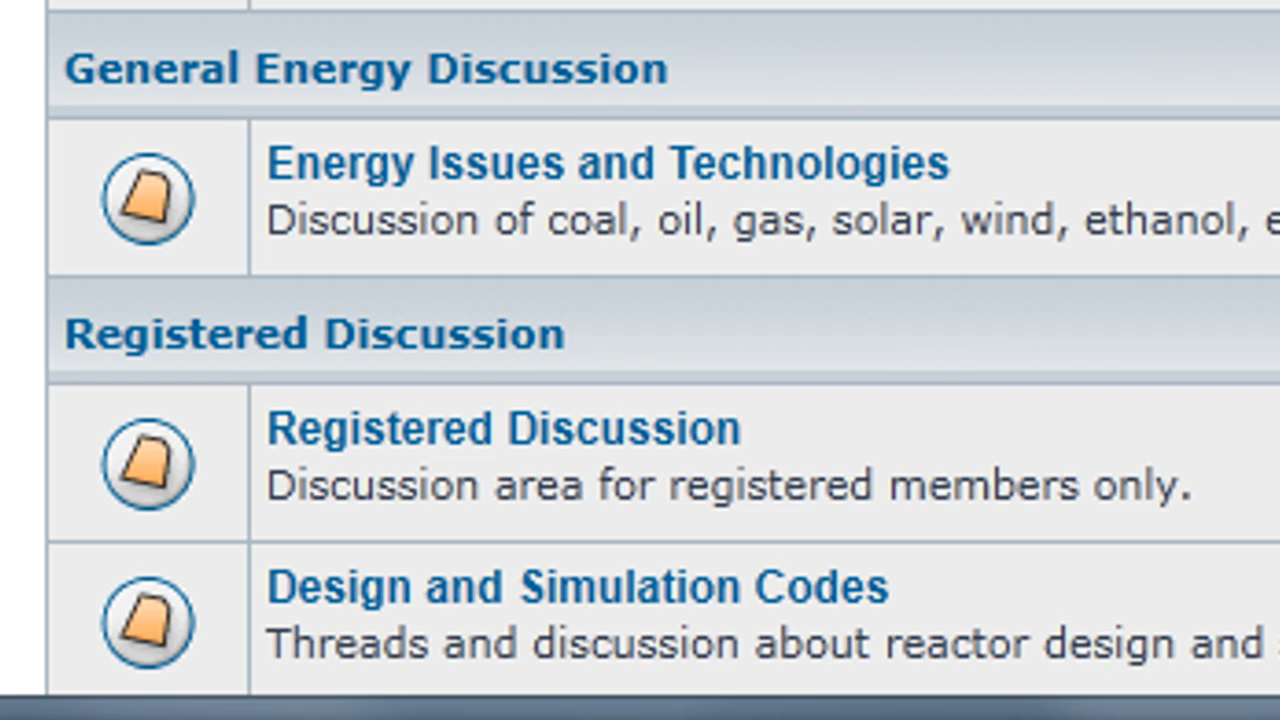 General Energy Discussion
Energy Issues and Technologies
Discussion of coal, oil, gas, solar, wind, ethanol,
Registered Discussion
Registered Discussion
Discussion area for registered members only.
Design and Simulation Codes
Threads and discussion about reactor design and